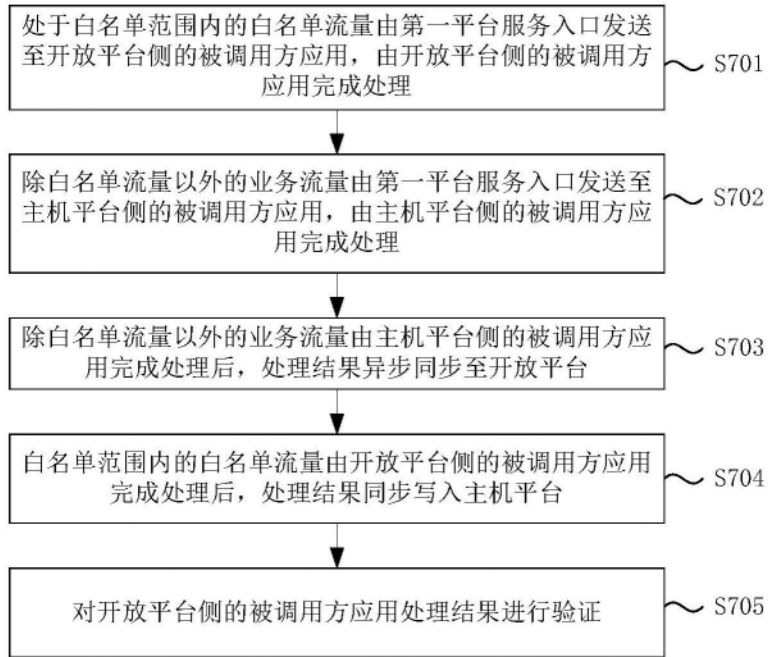 处于白名单范围内的白名单流量由第一平台服务入口发送
至开放平台侧的被调用方应用，由开放平台侧的被调用方
应用完成处理
S701
除白名单流量以外的业务流量由第一平台服务入口发送至
主机平台侧的被调用方应用，由主机平台侧的被调用方应
用完成处理
S702
除白名单流量以外的业务流量由主机平台侧的被调用方应
用完成处理后，处理结果异步同步至开放平台
S703
白名单范围内的白名单流量由开放平台侧的被调用方应用
完成处理后，处理结果同步写入主机平台
S704
对开放平台侧的被调用方应用处理结果进行验证
S705